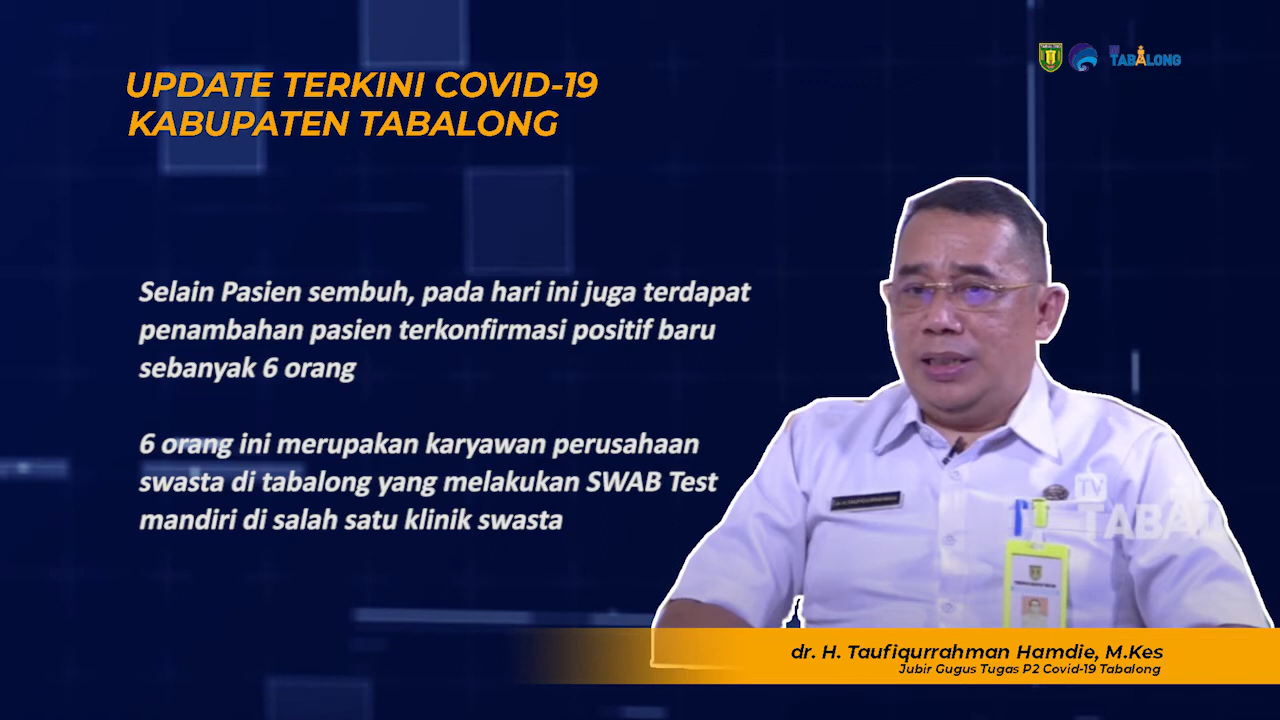 UPDATE TERKINI COVID-19
KABUPATEN TABALONG
TABALONG
Selain Pasien sembuh, pada hari ini juga terdapat
penambahan pasien terkonfirmasi positif baru
sebanyak 6 orang
6 orang ini merupakan karyawan perusahaan
swasta di tabalong yang melakukan SWAB Test
mandiri di salah satu klinik swasta
TV
TABAL
dr. H. Taufiqurrahman Hamdie, M.Kes
Jubir Gugus Tugas P2 Covid-19 Tabalong